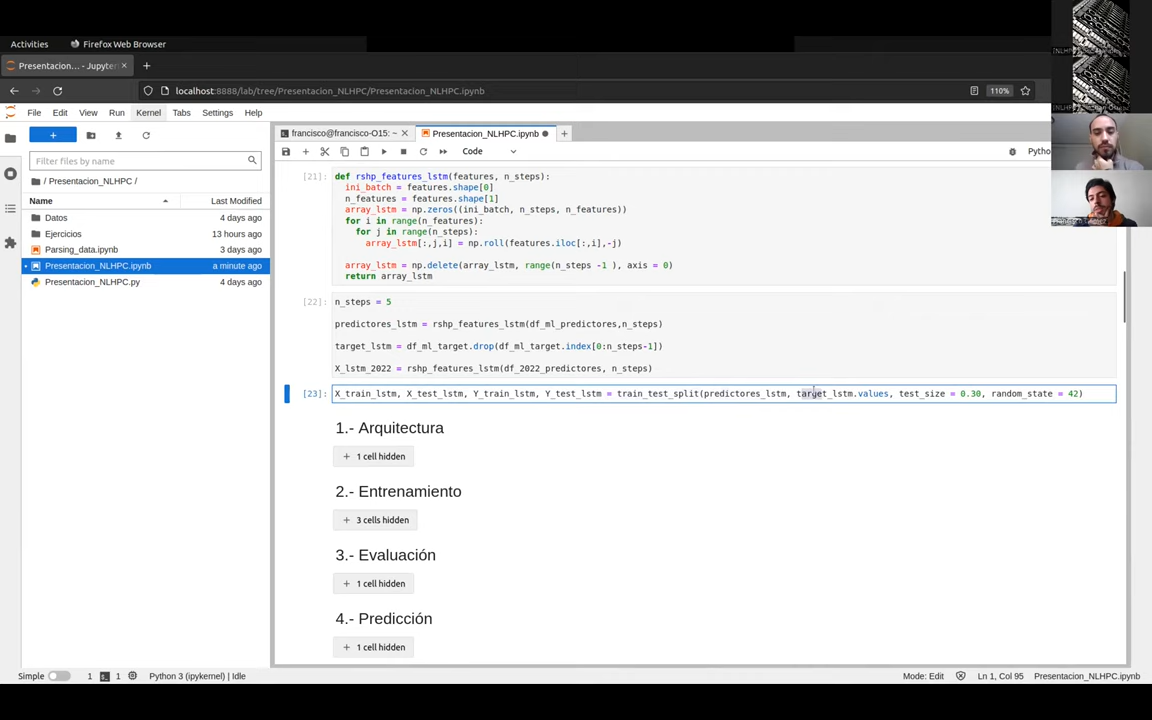 Activities
Firefox Web Browser
Presentacion... - Jupyter
localhost:8888/lab/tree/Presentacion_NLHPC/Presentacion_NLHPC.ipynb
110%
File Edit View Run Kernel Tabs Settings Help
francisco@francisco-O15: ~
Presentacion_NLHPC.ipynb
Filter files by name
Code
Python
/ Presentacion_NLHPC /
Name
Last Modified
Datos
4 days ago
Ejercicios
13 hours ago
Parsing_data.ipynb
3 days ago
Presentacion_NLHPC.ipynb
a minute ago
Presentacion_NLHPC.py
4 days ago
[21]:
def rshp_features_lstm(features, n_steps):
ini_batch = features.shape[0]
n_features = features.shape[1]
array_lstm = np.zeros((ini_batch, n_steps, n_features))
for i in range(n_features):
for j in range(n_steps):
array_lstm[:,j,i] = np.roll(features.iloc[:,i],-j)
array_lstm = np.delete(array_lstm, range(n_steps -1 ), axis = 0)
return array_lstm
[22]:
n_steps = 5
predictores_lstm = rshp_features_lstm(df_ml_predictores,n_steps)
target_lstm = df_ml_target.drop(df_ml_target.index[0:n_steps-1])
X_lstm_2022 = rshp_features_lstm(df_2022_predictores, n_steps)
[23]:
X_train_lstm, X_test_lstm, Y_train_lstm, Y_test_lstm = train_test_split(predictores_lstm, target_lstm.values, test_size = 0.30, random_state = 42)
1.- Arquitectura
1 cell hidden
2.- Entrenamiento
3 cells hidden
3.- Evaluación
1 cell hidden
4.- Predicción
1 cell hidden
Simple
1
1
Python 3 (ipykernel) | Idle
Mode: Edit
Ln 1, Col 95
Presentacion_NLHPC.ipynb